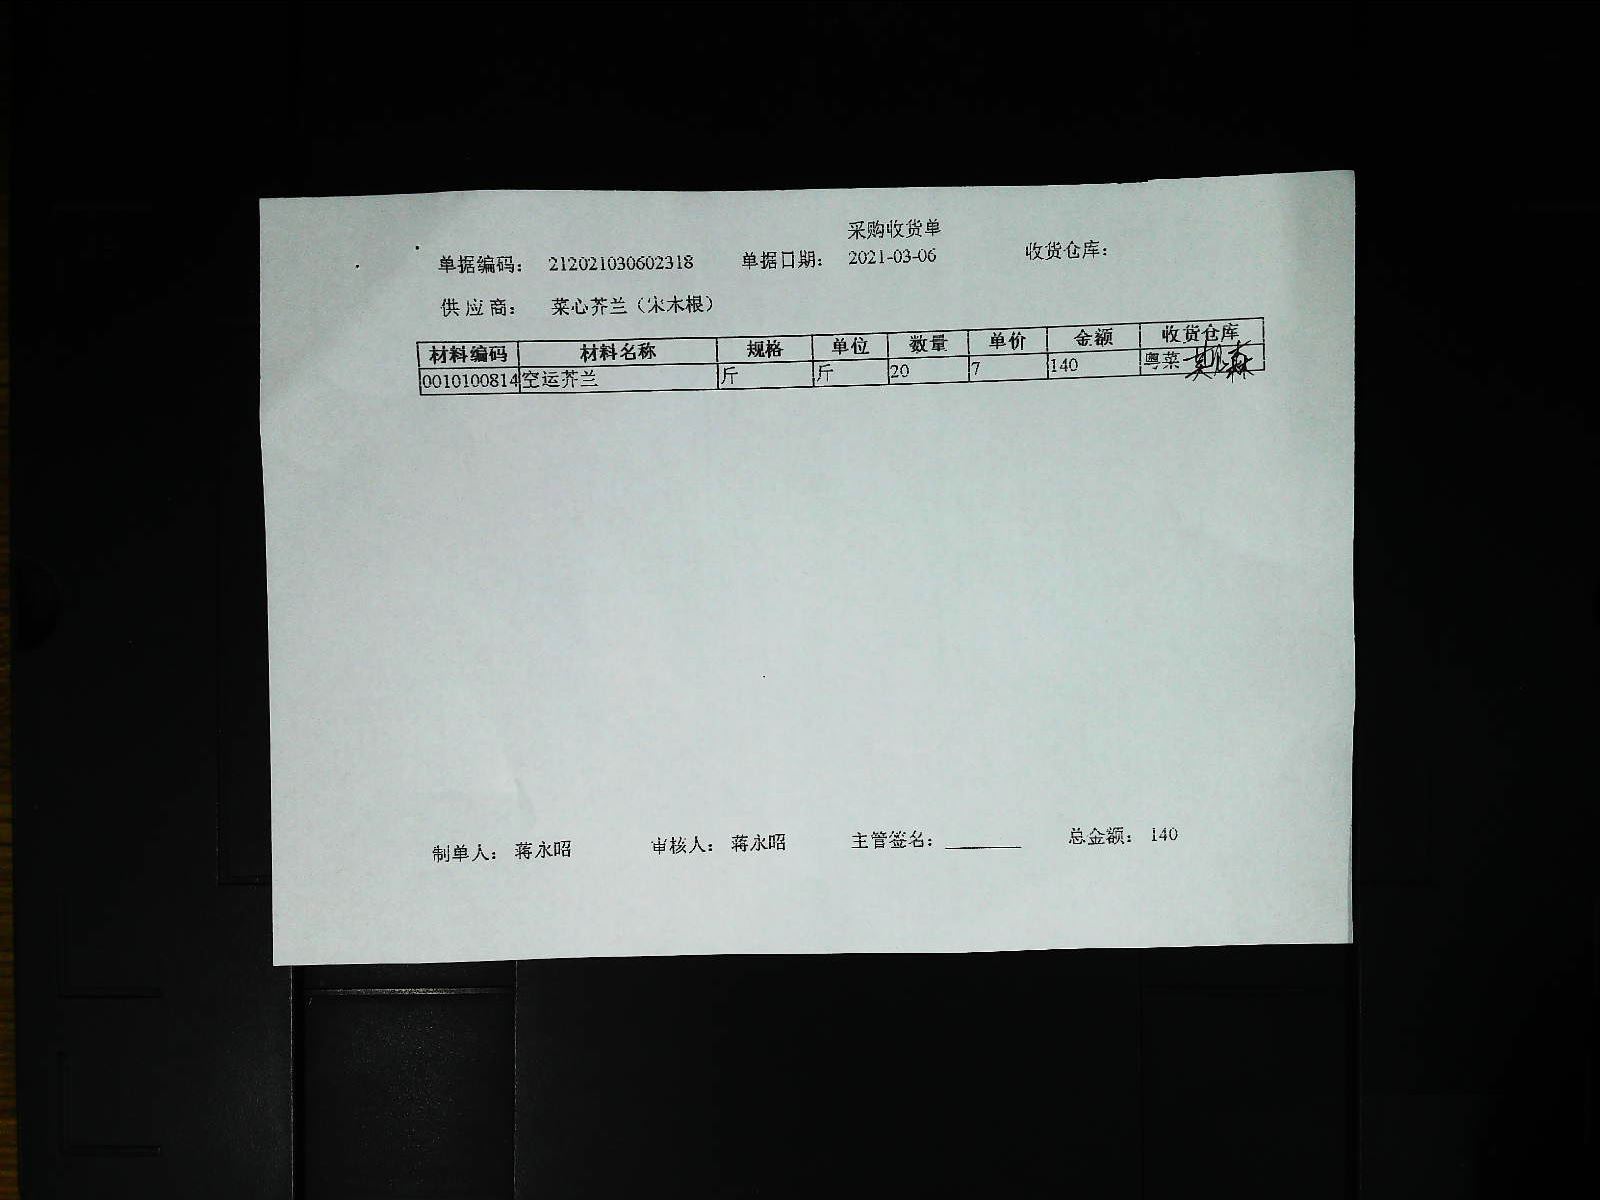 采购收货单
单据编码： 212021030602318 单据日期： 2021-03-06 收货仓库：
供 应 商： 菜心芥兰（宋木根）
材料编码 材料名称 规格 单位 数量 单价 金额 收货仓库
0010100814 空运芥兰 斤 斤 20 7 140 粤菜
制单人： 蒋永昭 审核人： 蒋永昭 主管签名： 总金额： 140